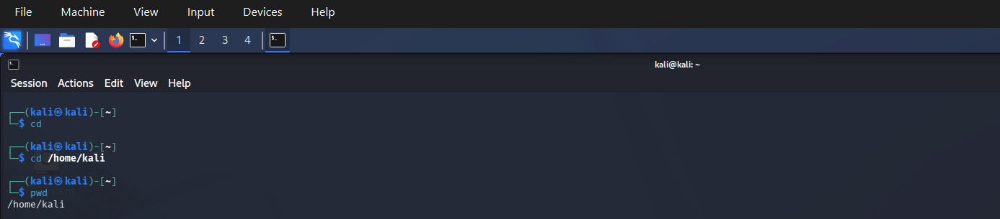 File Machine View Input Devices Help
1 2 3 4
kali@kali: ~
Session Actions Edit View Help
┌──(kali㉿kali)-[~]
└─$ cd
┌──(kali㉿kali)-[~]
└─$ cd /home/kali
┌──(kali㉿kali)-[~]
└─$ pwd
/home/kali